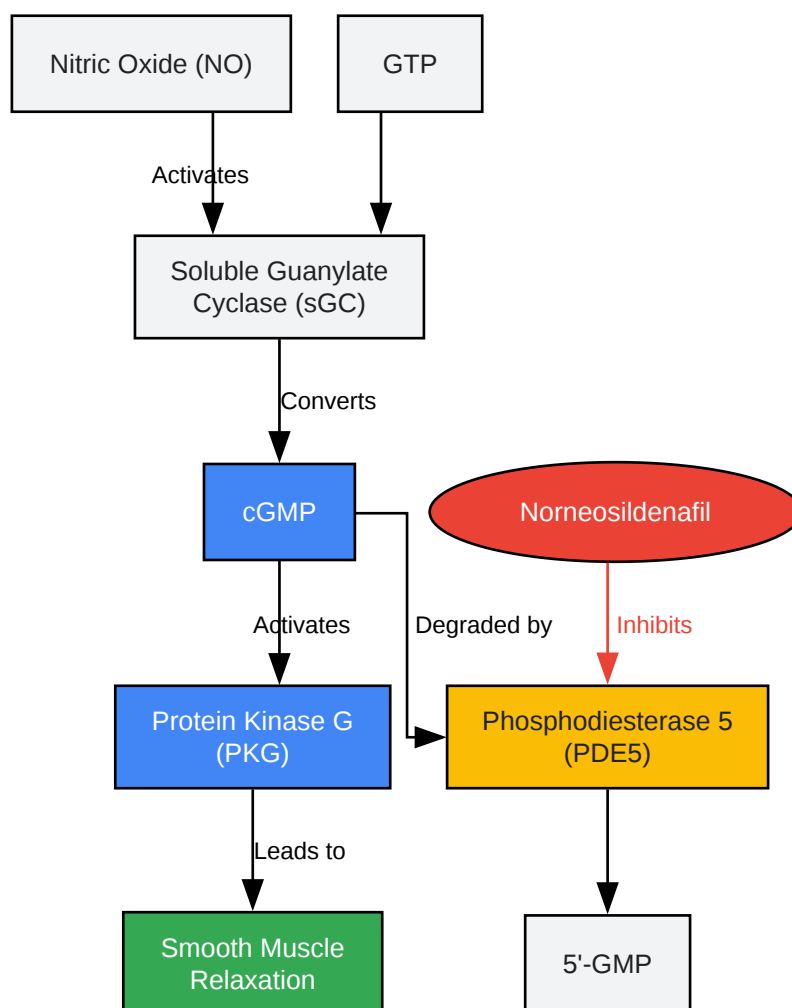 Nitric Oxide (NO)
GTP
Activates
Soluble Guanylate
Cyclase (sGC)
Converts
cGMP
Norneosildenafil
Activates
Degraded by
Inhibits
Protein Kinase G
(PKG)
Phosphodiesterase 5
(PDE5)
Leads to
Smooth Muscle
Relaxation
5'-GMP